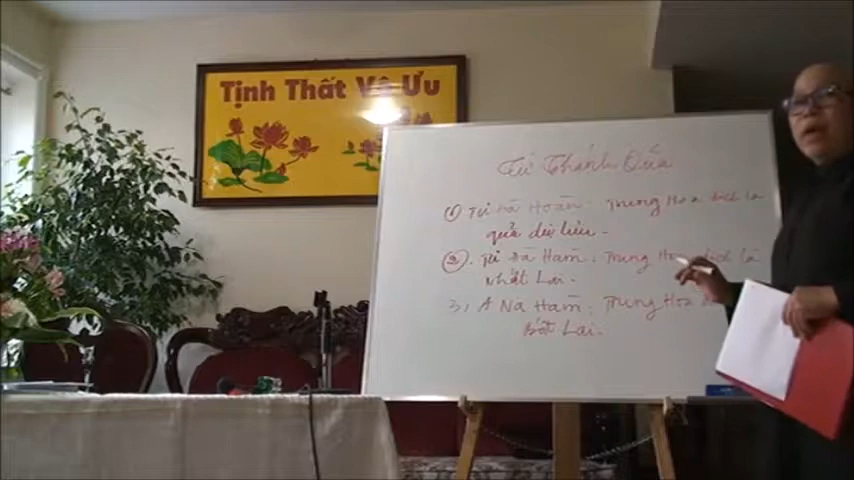 Tịnh Thất Vô Ưu
Tứ Thánh Quả
① Tu Đà Hoàn: Trung Hoa dịch là
quả dự lưu.
②. Tư Đà Hàm: Trung Hoa dịch là
nhất Lai.
3, A Na Hàm: Trung Hoa
Bất Lai.